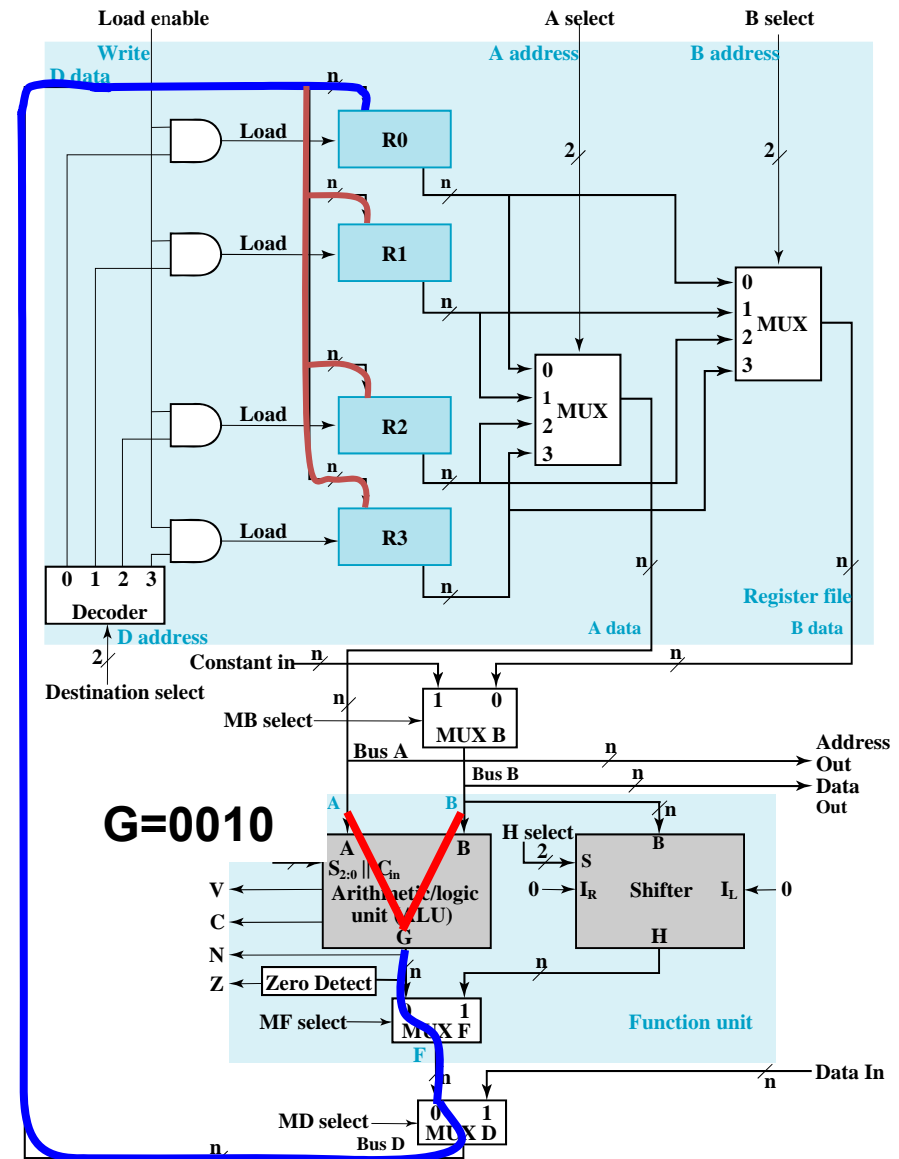 Load enable
A select
B select
Write
A address
B address
D data
n
Load
R0
2
2
n
n
Load
R1
0
n
1
MUX
2
n
0
3
1
MUX
Load
R2
2
3
n
n
Load
R3
n
n
0 1 2 3
n
Register file
Decoder
A data
B data
D address
2
Constant in
n
n
Destination select
1 0
n
MB select
MUX B
Address
Bus A
n
Out
Bus B
n
Data
Out
A
B
n
G=0010
H select
A
B
B
2
S2:0 || Cin
S
V
Arithmetic/logic
0
IR
Shifter
IL
0
unit (ALU)
C
G
H
N
n
n
Z
Zero Detect
0 1
MF select
MUX F
Function unit
F
n
n
Data In
0 1
MD select
MUX D
Bus D
n